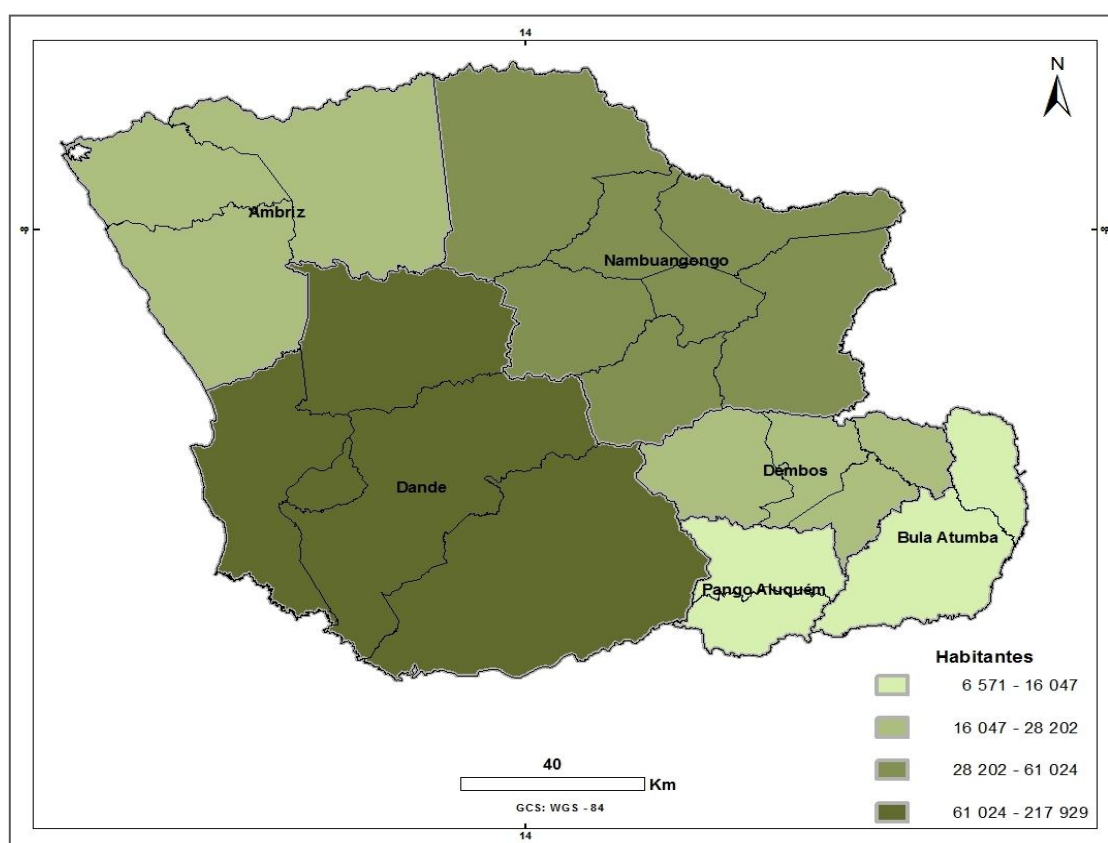 14
N
Ambriz
Nambuangongo
Dembos
Dande
Bula Atumba
Pango Aluquém
Habitantes
6 571 - 16 047
16 047 - 28 202
28 202 - 61 024
61 024 - 217 929
40
Km
GCS: WGS - 84
14